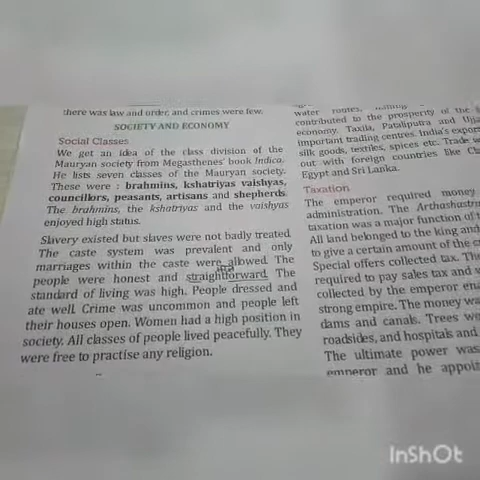 there was law and order, and crimes were few.
SOCIETY AND ECONOMY
Social Classes
We get an idea of the class division of the
Mauryan society from Megasthenes' book Indica.
He lists seven classes of the Mauryan society.
These were : brahmins, kshatriyas vaishyas,
councillors, peasants, artisans and shepherds.
The brahmins, the kshatriyas and the vaishyas
enjoyed high status.
Slavery existed but slaves were not badly treated
The caste system was prevalent and only
marriages within the caste were allowed. The
people were honest and straightforward. The
standard of living was high. People dressed and
ate well. Crime was uncommon and people left
their houses open. Women had a high position in
society. All classes of people lived peacefully. They
were free to practise any religion.
water routes,
contributed to the prosperity of the
economy. Taxila, Pataliputra and
important trading centres. India's
silk goods, textiles, spices etc. Trade
out with foreign countries like
Egypt and Sri Lanka.
Taxation
The emperor required money
administration. The
taxation was a major function of
All land belonged to the king and
to give a certain amount of the
Special offers collected tax. The
required to pay sales tax and
collected by the emperor
strong empire. The money
dams and canals. Trees
roadsides, and hospitals and
The ultimate power was
emperor and he
InShOt